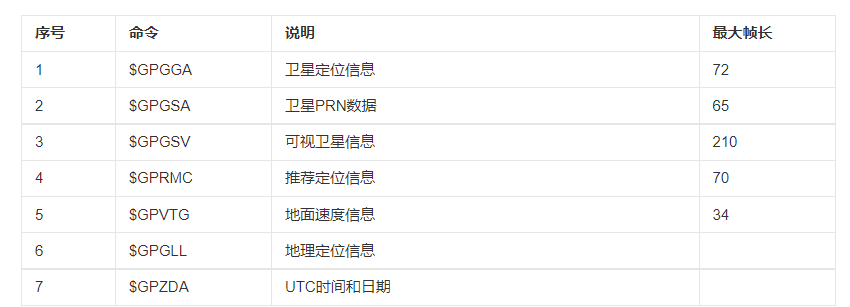 序号 命令 说明 最大帧长
1 $GPGGA 卫星定位信息 72
2 $GPGSA 卫星PRN数据 65
3 $GPGSV 可视卫星信息 210
4 $GPRMC 推荐定位信息 70
5 $GPVTG 地面速度信息 34
6 $GPGLL 地理定位信息
7 $GPZDA UTC时间和日期